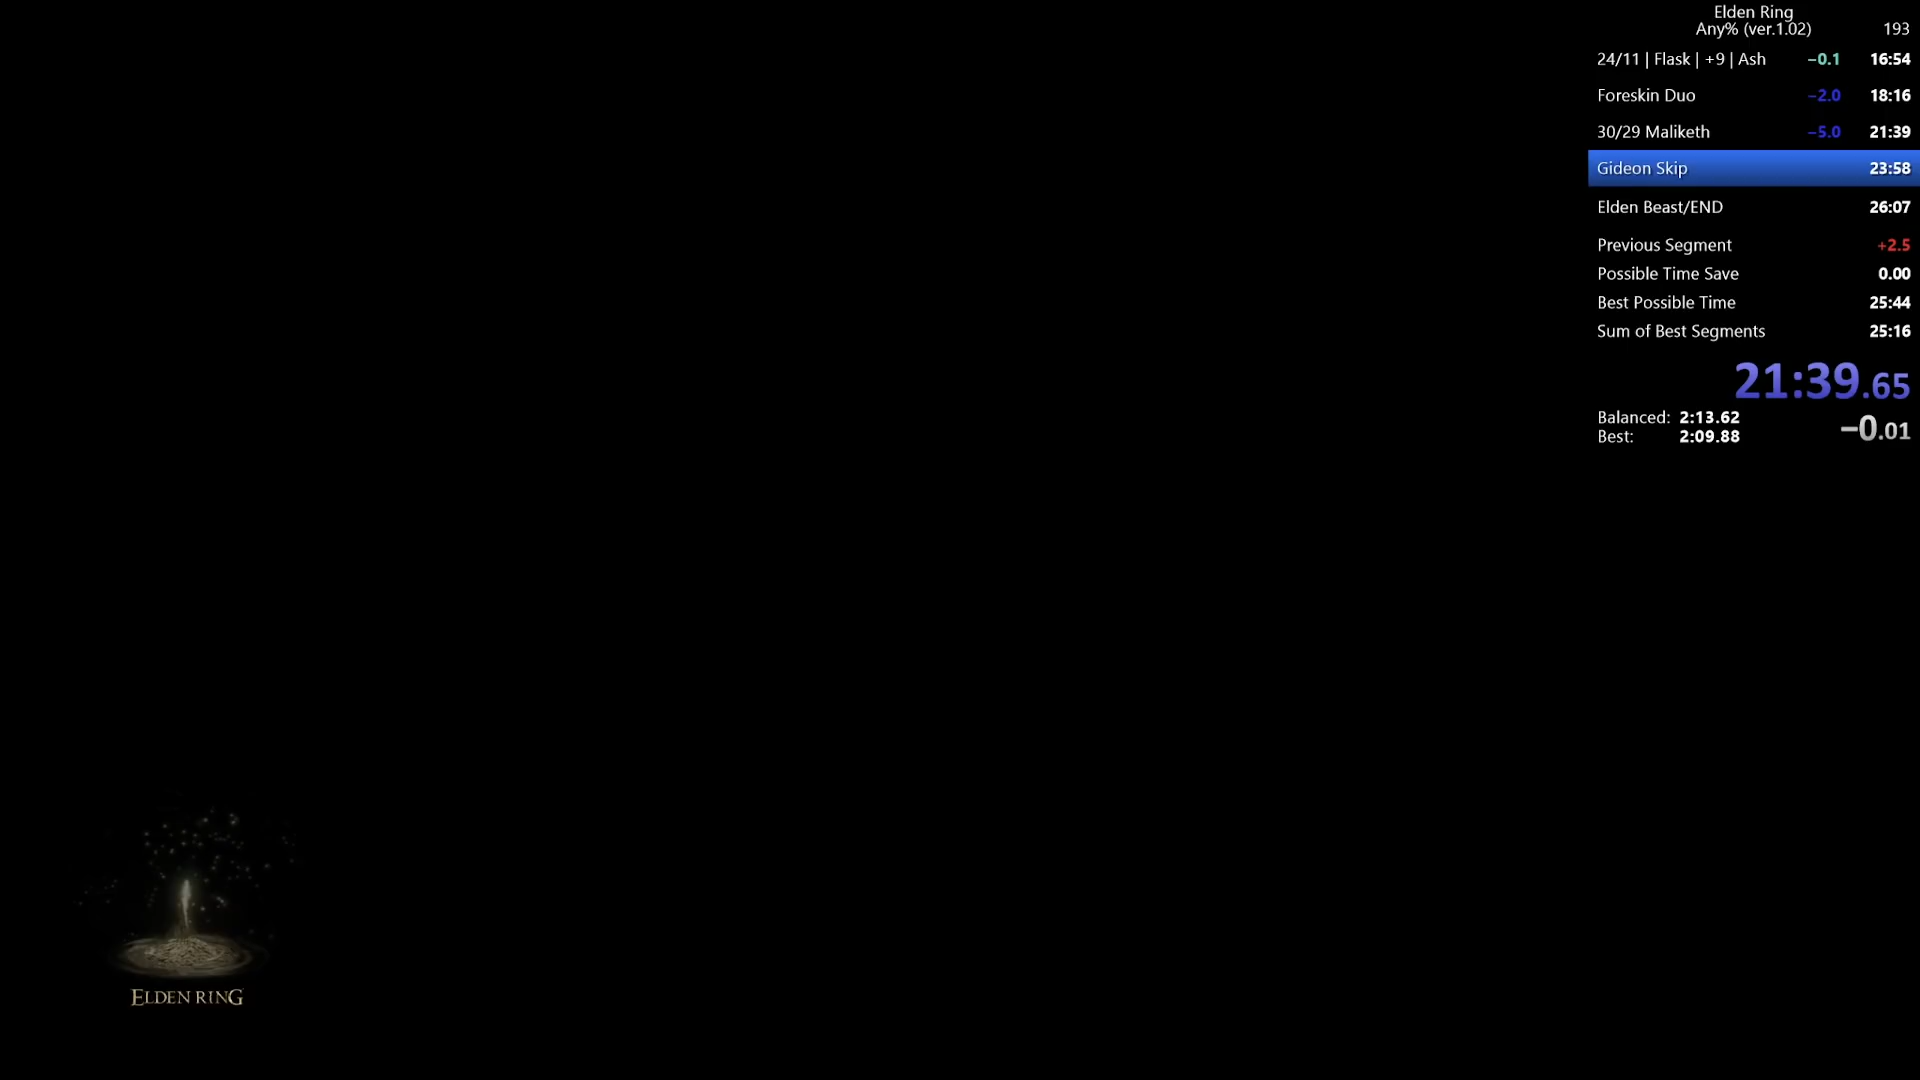 Elden Ring
Any% (ver.1.02) 193
24/11 | Flask | +9 | Ash −0.1 16:54
Foreskin Duo −2.0 18:16
30/29 Maliketh −5.0 21:39
Gideon Skip 23:58
Elden Beast/END 26:07
Previous Segment +2.5
Possible Time Save 0.00
Best Possible Time 25:44
Sum of Best Segments 25:16
21:39.65
Balanced: 2:13.62 −0.01
Best: 2:09.88
ELDEN RING